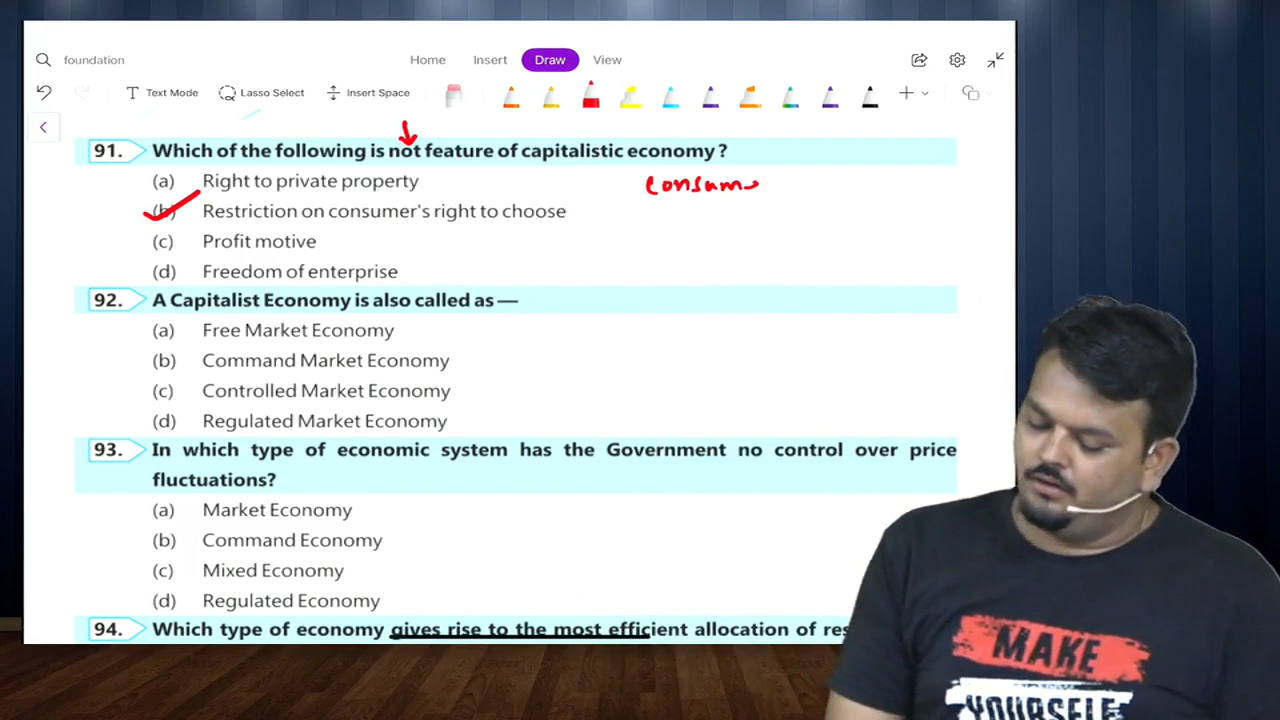 foundation
Home Insert Draw View
Text Mode Lasso Select Insert Space
91. Which of the following is not feature of capitalistic economy ?
(a) Right to private property
consum
(b) Restriction on consumer's right to choose
(c) Profit motive
(d) Freedom of enterprise
92. A Capitalist Economy is also called as —
(a) Free Market Economy
(b) Command Market Economy
(c) Controlled Market Economy
(d) Regulated Market Economy
93. In which type of economic system has the Government no control over price
fluctuations?
(a) Market Economy
(b) Command Economy
(c) Mixed Economy
(d) Regulated Economy
94. Which type of economy gives rise to the most efficient allocation of
MAKE
YOURSELF